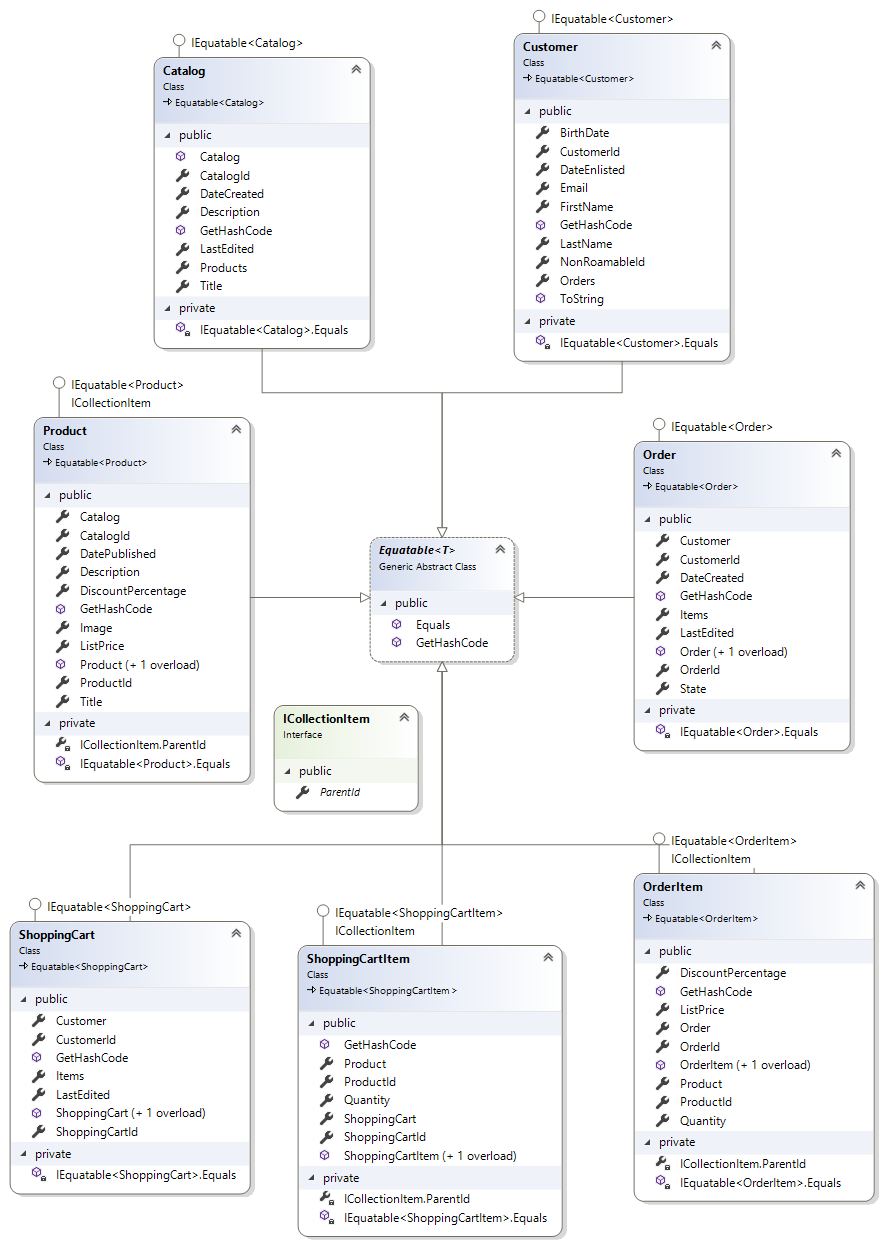 IEquatable<Catalog>
Catalog
Class
Equatable<Catalog>
public
Catalog
CatalogId
DateCreated
Description
GetHashCode
LastEdited
Products
Title
private
IEquatable<Catalog>.Equals
IEquatable<Customer>
Customer
Class
Equatable<Customer>
public
BirthDate
CustomerId
DateEnlisted
Email
FirstName
GetHashCode
LastName
NonRoamableId
Orders
ToString
private
IEquatable<Customer>.Equals
IEquatable<Product>
ICollectionItem
Product
Class
Equatable<Product>
public
Catalog
CatalogId
DatePublished
Description
DiscountPercentage
GetHashCode
Image
ListPrice
Product (+ 1 overload)
ProductId
Title
private
ICollectionItem.ParentId
IEquatable<Product>.Equals
Equatable<T>
Generic Abstract Class
public
Equals
GetHashCode
IEquatable<Order>
Order
Class
Equatable<Order>
public
Customer
CustomerId
DateCreated
GetHashCode
Items
LastEdited
Order (+ 1 overload)
OrderId
State
private
IEquatable<Order>.Equals
ICollectionItem
Interface
public
ParentId
IEquatable<ShoppingCart>
ShoppingCart
Class
Equatable<ShoppingCart>
public
Customer
CustomerId
GetHashCode
Items
LastEdited
ShoppingCart (+ 1 overload)
ShoppingCartId
private
IEquatable<ShoppingCart>.Equals
IEquatable<ShoppingCartItem>
ICollectionItem
ShoppingCartItem
Class
Equatable<ShoppingCartItem >
public
GetHashCode
Product
ProductId
Quantity
ShoppingCart
ShoppingCartId
ShoppingCartItem (+ 1 overload)
private
ICollectionItem.ParentId
IEquatable<ShoppingCartItem>.Equals
IEquatable<OrderItem>
ICollectionItem
OrderItem
Class
Equatable<OrderItem>
public
DiscountPercentage
GetHashCode
ListPrice
Order
OrderId
OrderItem (+ 1 overload)
Product
ProductId
Quantity
private
ICollectionItem.ParentId
IEquatable<OrderItem>.Equals